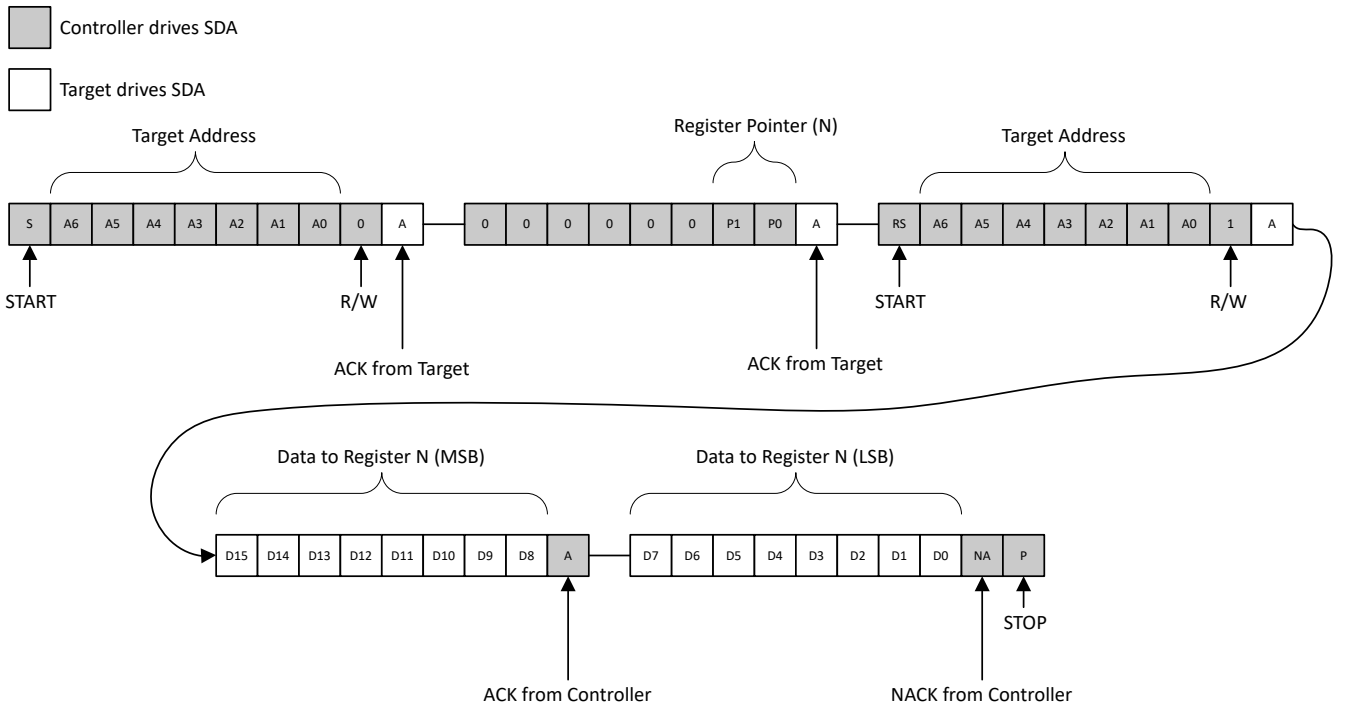 Controller drives SDA
Target drives SDA
Target Address
Register Pointer (N)
Target Address
S A6 A5 A4 A3 A2 A1 A0 0 A 0 0 0 0 0 0 P1 P0 A RS A6 A5 A4 A3 A2 A1 A0 1 A
START R/W START R/W
ACK from Target
ACK from Target
Data to Register N (MSB)
Data to Register N (LSB)
D15 D14 D13 D12 D11 D10 D9 D8 A D7 D6 D5 D4 D3 D2 D1 D0 NA P
STOP
ACK from Controller
NACK from Controller